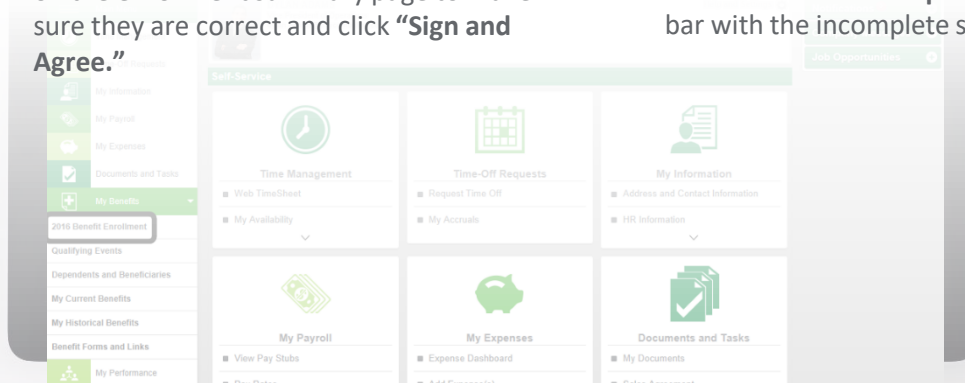 sure they are correct and click “Sign and
Agree.”
bar with the incomplete s
Job Opportunities
Self-Service
My Information
My Payroll
My Expenses
Documents and Tasks
My Benefits
2016 Benefit Enrollment
Qualifying Events
Dependents and Beneficiaries
My Current Benefits
My Historical Benefits
Benefit Forms and Links
My Performance
Time Management
Web TimeSheet
My Availability
Time-Off Requests
Request Time Off
My Accruals
My Information
Address and Contact Information
HR Information
My Payroll
View Pay Stubs
My Expenses
Expense Dashboard
Documents and Tasks
My Documents